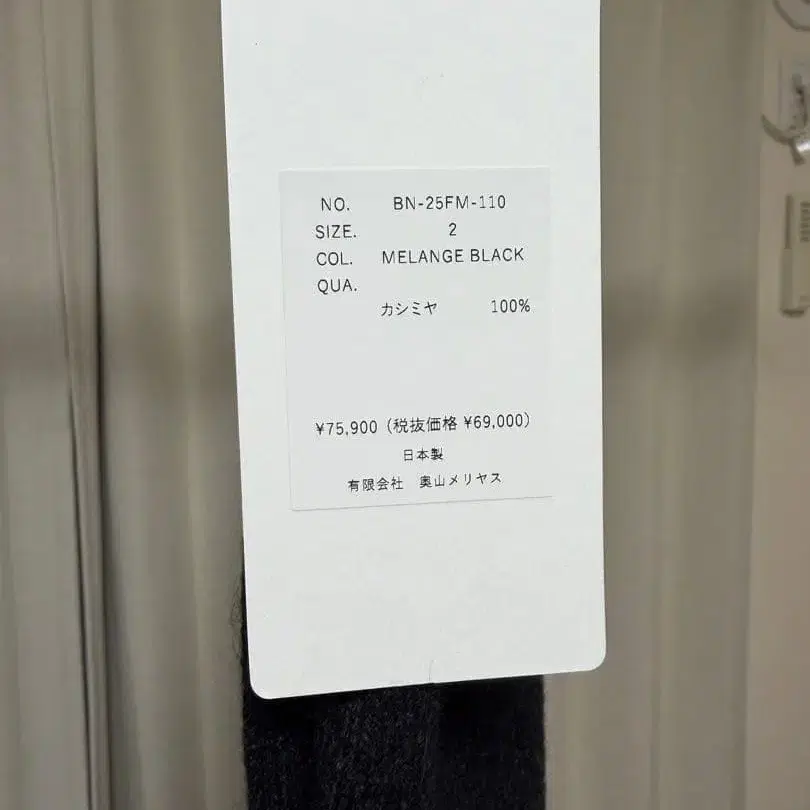 NO. BN-25FM-110
SIZE. 2
COL. MELANGE BLACK
QUA.
カシミヤ 100%
¥75,900（税抜価格 ¥69,000）
日本製
有限会社 奥山メリヤス